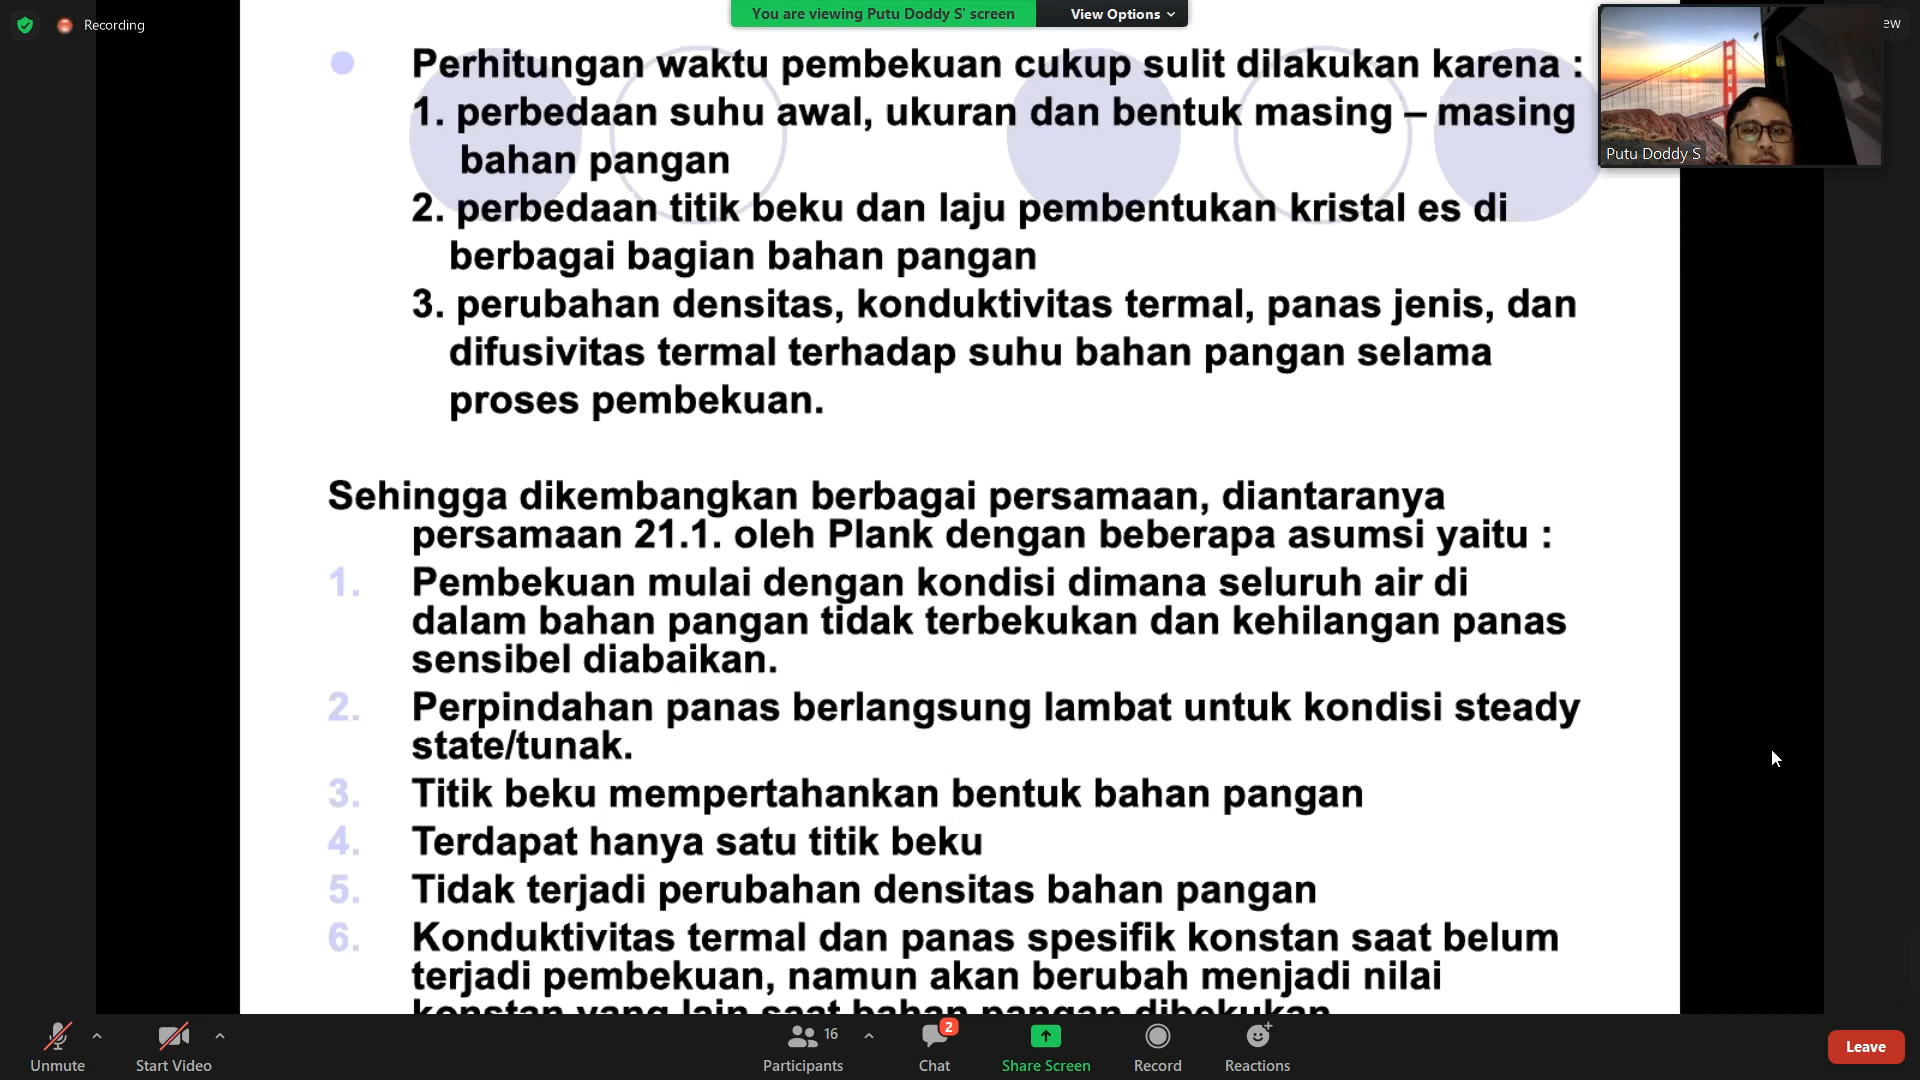 Recording
You are viewing Putu Doddy S' screen
View Options
ew
Putu Doddy S
Perhitungan waktu pembekuan cukup sulit dilakukan karena :
1. perbedaan suhu awal, ukuran dan bentuk masing – masing
bahan pangan
2. perbedaan titik beku dan laju pembentukan kristal es di
berbagai bagian bahan pangan
3. perubahan densitas, konduktivitas termal, panas jenis, dan
difusivitas termal terhadap suhu bahan pangan selama
proses pembekuan.
Sehingga dikembangkan berbagai persamaan, diantaranya
persamaan 21.1. oleh Plank dengan beberapa asumsi yaitu :
1. Pembekuan mulai dengan kondisi dimana seluruh air di
dalam bahan pangan tidak terbekukan dan kehilangan panas
sensibel diabaikan.
2. Perpindahan panas berlangsung lambat untuk kondisi steady
state/tunak.
3. Titik beku mempertahankan bentuk bahan pangan
4. Terdapat hanya satu titik beku
5. Tidak terjadi perubahan densitas bahan pangan
6. Konduktivitas termal dan panas spesifik konstan saat belum
terjadi pembekuan, namun akan berubah menjadi nilai
konstan yang lain saat bahan pangan dibekukan
Unmute
Start Video
16
Participants
2
Chat
Share Screen
Record
Reactions
Leave